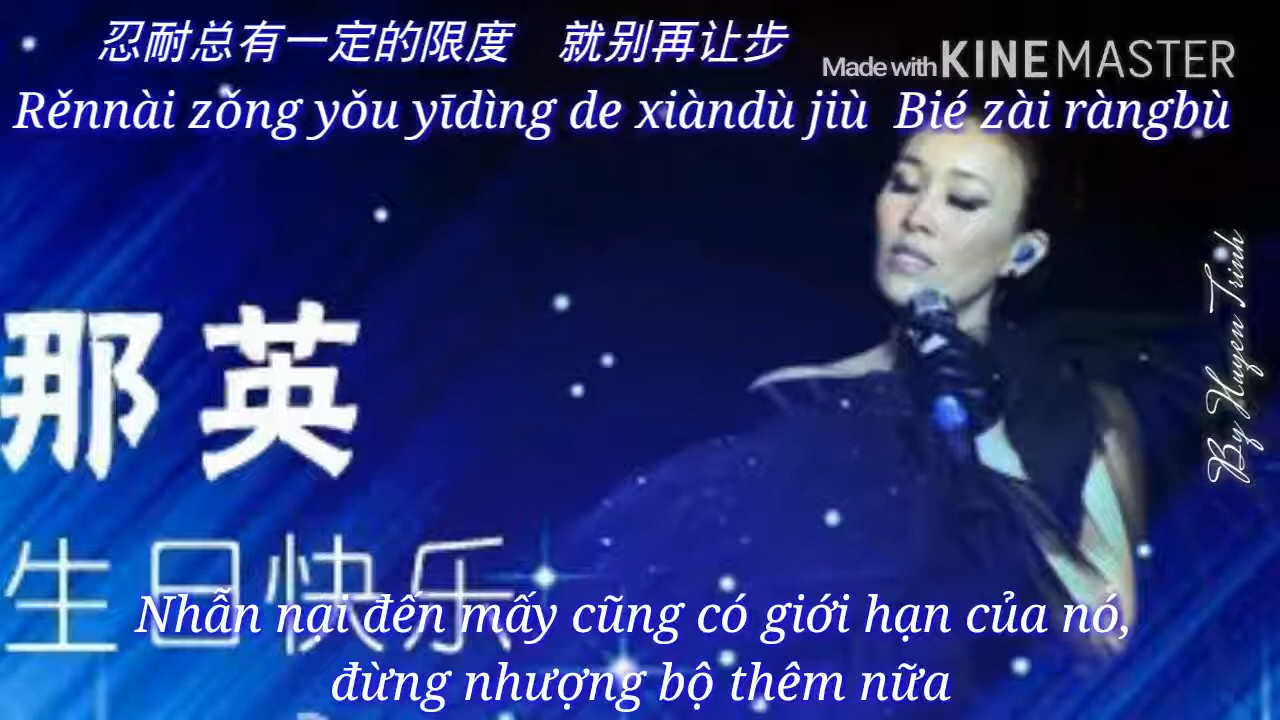 忍耐总有一定的限度　就别再让步
Made with KINEMASTER
Rěnnài zǒng yǒu yīdìng de xiàndù jiù  Bié zài ràngbù
By Huyen Trinh
那英
生日快乐
Nhẫn nại đến mấy cũng có giới hạn của nó,
đừng nhượng bộ thêm nữa